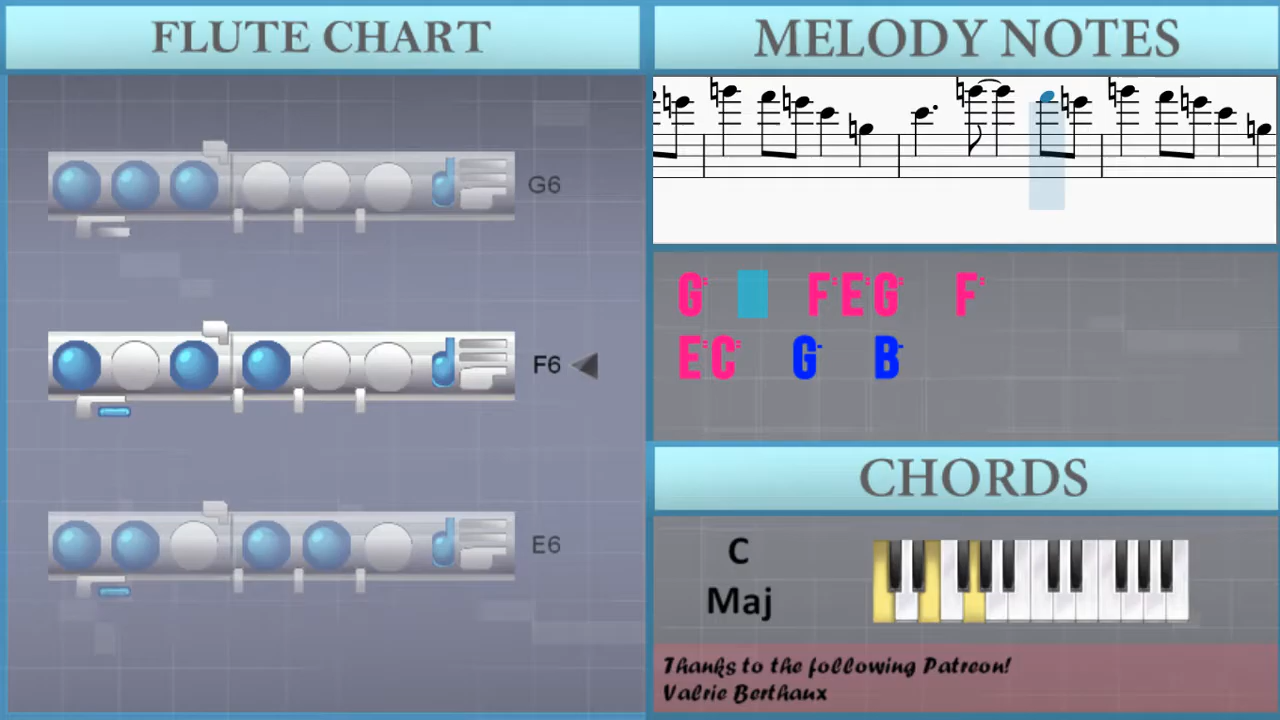 FLUTE CHART
G6
F6
E6
MELODY NOTES
G F E G F
E C G B
CHORDS
C
Maj
Thanks to the following Patreon!
Valrie Berthaux